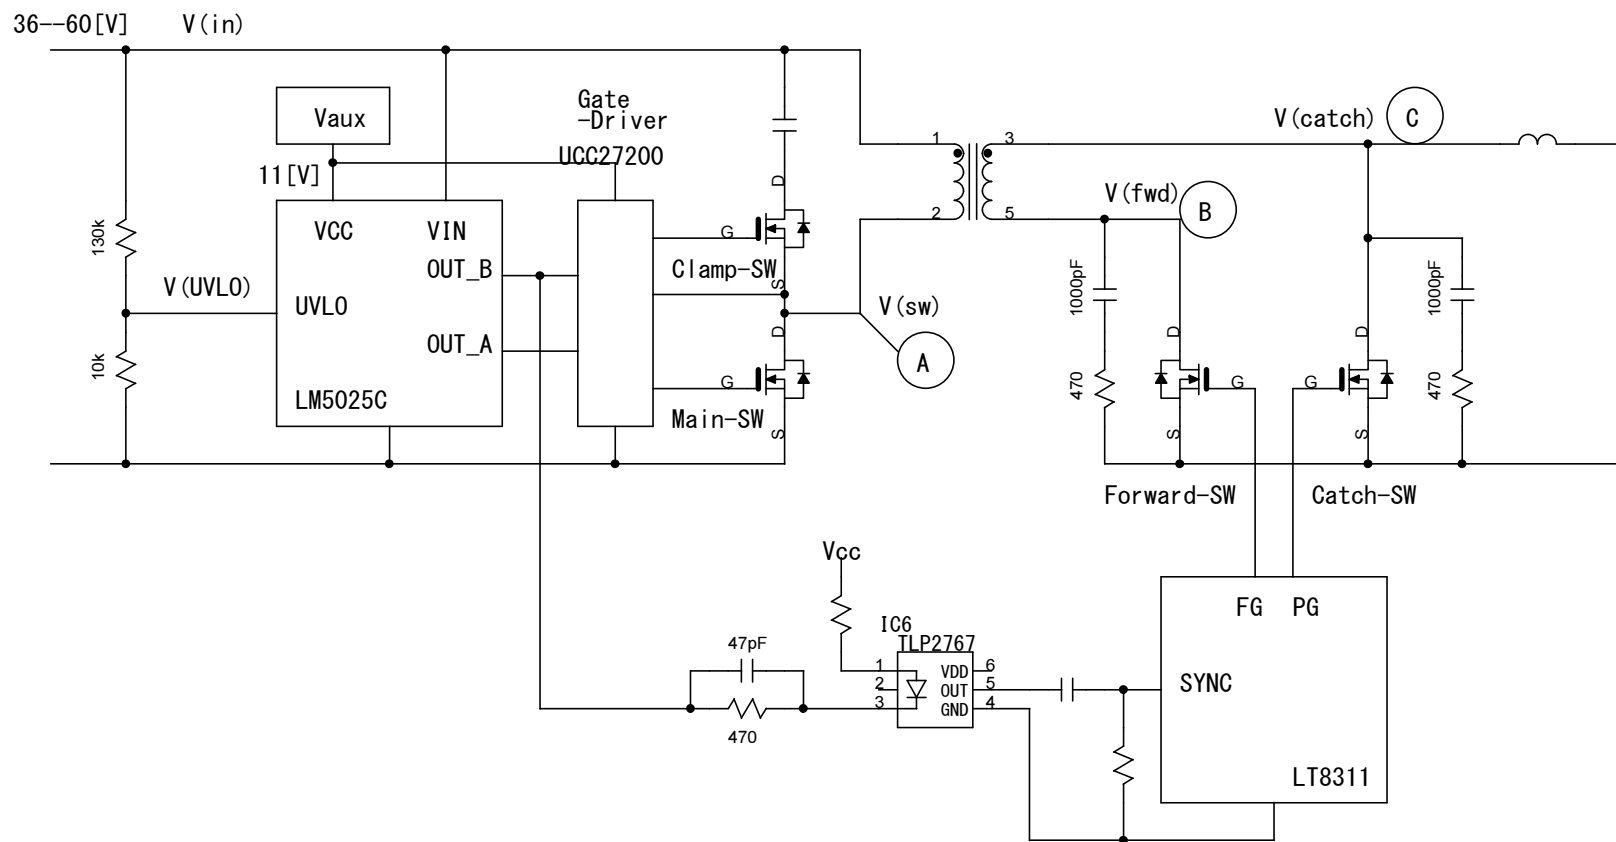 36--60[V]
V(in)
Gate
-Driver
UCC27200
Vaux
11[V]
VCC
VIN
OUT_B
UVLO
OUT_A
LM5025C
130k
V(UVLO)
10k
D
G
Clamp-SW
S
V(sw)
A
D
G
Main-SW
S
1
2
3
5
V(catch)
C
V(fwd)
B
1000pF
470
D
G
S
Forward-SW
D
G
S
Catch-SW
1000pF
470
Vcc
IC6
TLP2767
47pF
470
1
2
3
VDD
OUT
GND
6
5
4
FG
PG
SYNC
LT8311